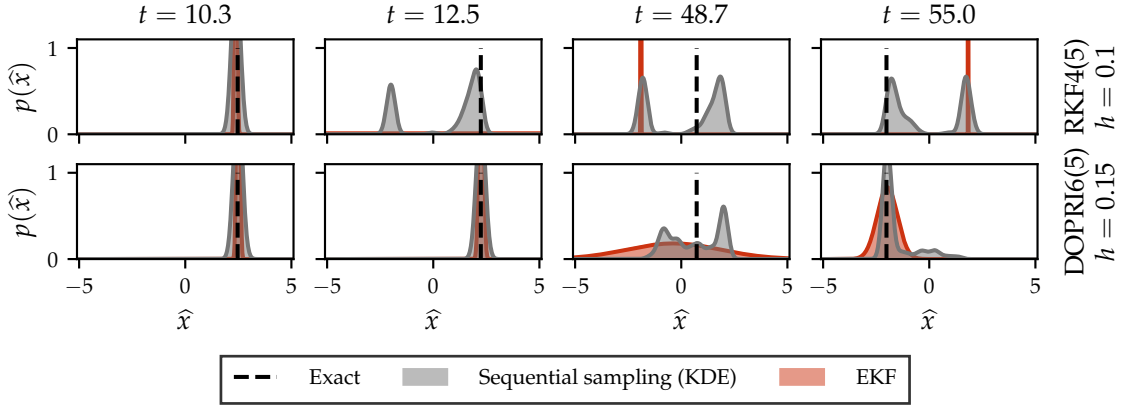 t = 10.3 t = 12.5 t = 48.7 t = 55.0
1
p(x̂)
0
RKF4(5)
h = 0.1
1
p(x̂)
0
DOPRI6(5)
h = 0.15
−5 0 5 −5 0 5 −5 0 5 −5 0 5
x̂ x̂ x̂ x̂
Exact Sequential sampling (KDE) EKF